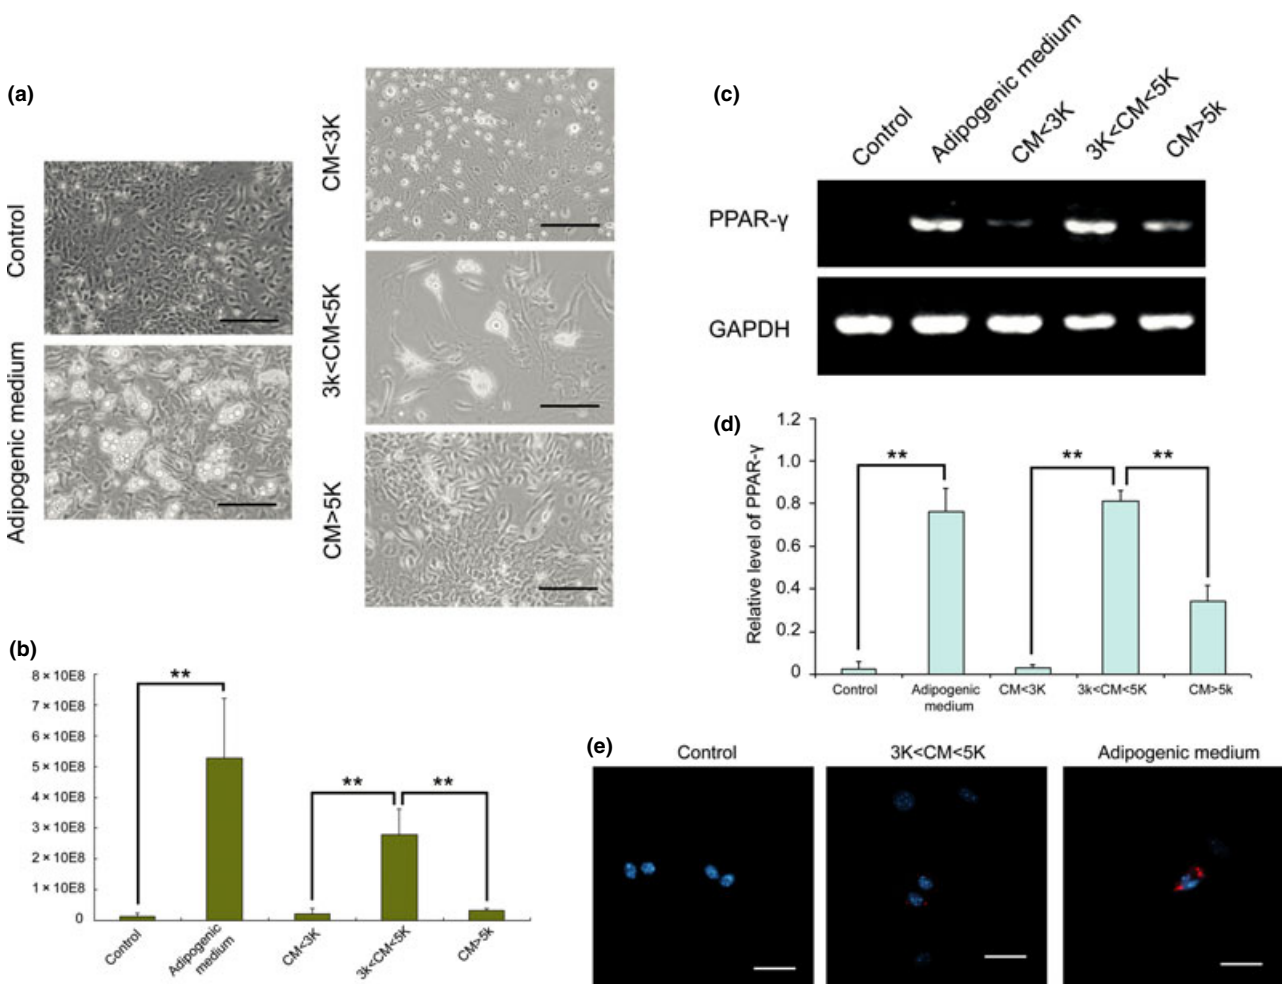 (a)
Control
Adipogenic medium
CM<3K
3k<CM<5K
CM>5K
(b)
8 × 10E8
7 × 10E8
6 × 10E8
5 × 10E8
4 × 10E8
3 × 10E8
2 × 10E8
1 × 10E8
0
**
**
**
Control
Adipogenic
medium
CM<3K
3k<CM<5K
CM>5k
(c)
Control
Adipogenic medium
CM<3K
3K<CM<5K
CM>5k
PPAR-γ
GAPDH
(d)
Relative level of PPAR-γ
1.2
1.0
0.8
0.6
0.4
0.2
0
**
**
**
Control
Adipogenic
medium
CM<3K
3k<CM<5K
CM>5k
(e)
Control
3K<CM<5K
Adipogenic medium